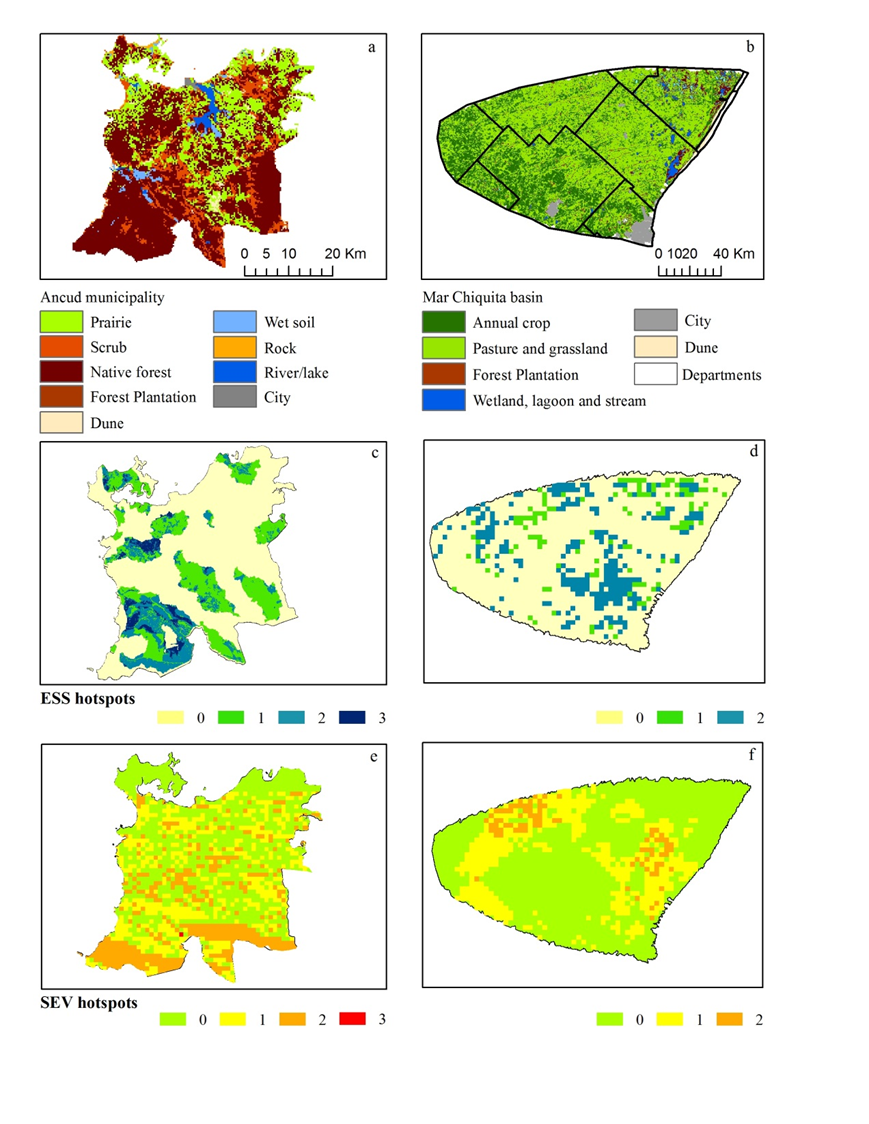 a
0 5 10 20 Km
b
0 1020 40 Km
Ancud municipality
Prairie
Scrub
Native forest
Forest Plantation
Dune
Wet soil
Rock
River/lake
City
Mar Chiquita basin
Annual crop
Pasture and grassland
Forest Plantation
Wetland, lagoon and stream
City
Dune
Departments
c
d
ESS hotspots
0 1 2 3
0 1 2
e
f
SEV hotspots
0 1 2 3
0 1 2